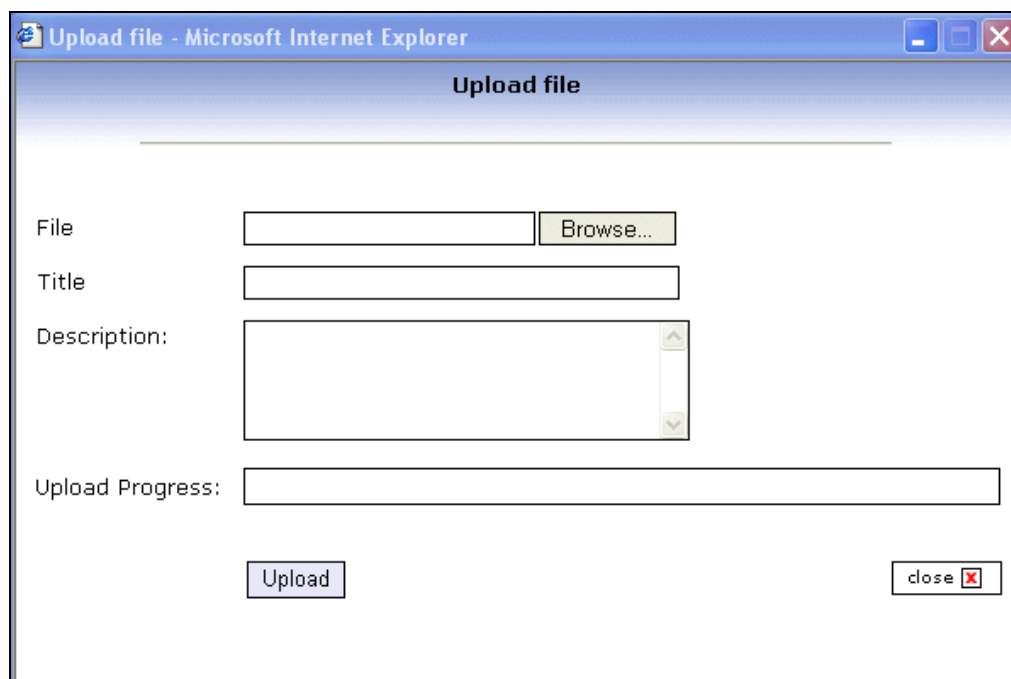 Upload file - Microsoft Internet Explorer
Upload file
File Browse...
Title
Description:
Upload Progress:
Upload close